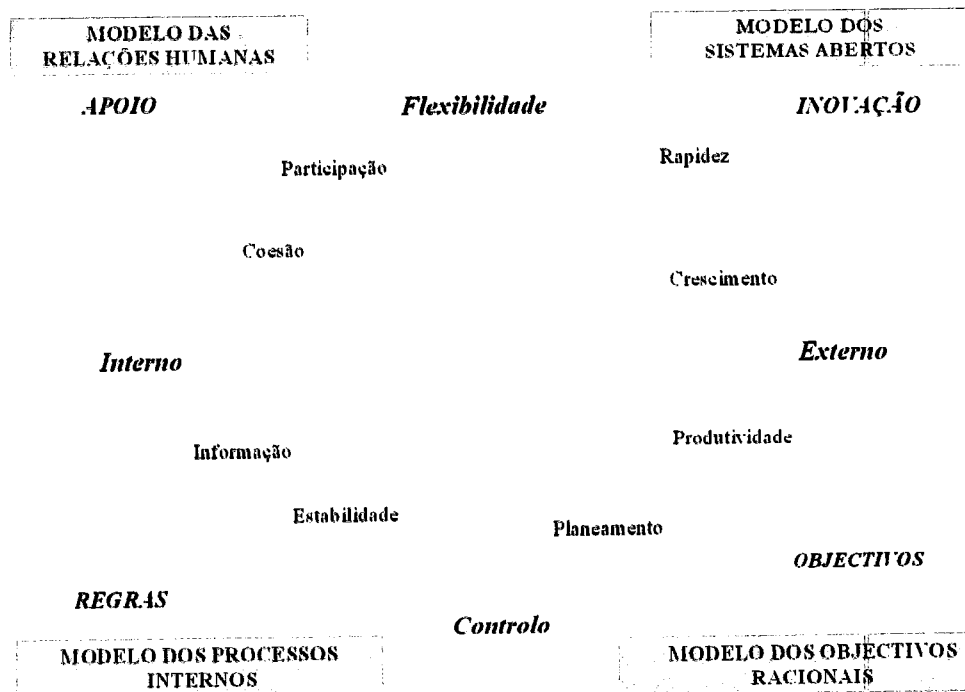 MODELO DAS
RELAÇÕES HUMANAS
MODELO DOS
SISTEMAS ABERTOS
APOIO
Flexibilidade
INOVAÇÃO
Participação
Rapidez
Coesão
Crescimento
Interno
Externo
Informação
Produtividade
Estabilidade
Planeamento
OBJECTIVOS
REGRAS
Controlo
MODELO DOS PROCESSOS
INTERNOS
MODELO DOS OBJECTIVOS
RACIONAIS